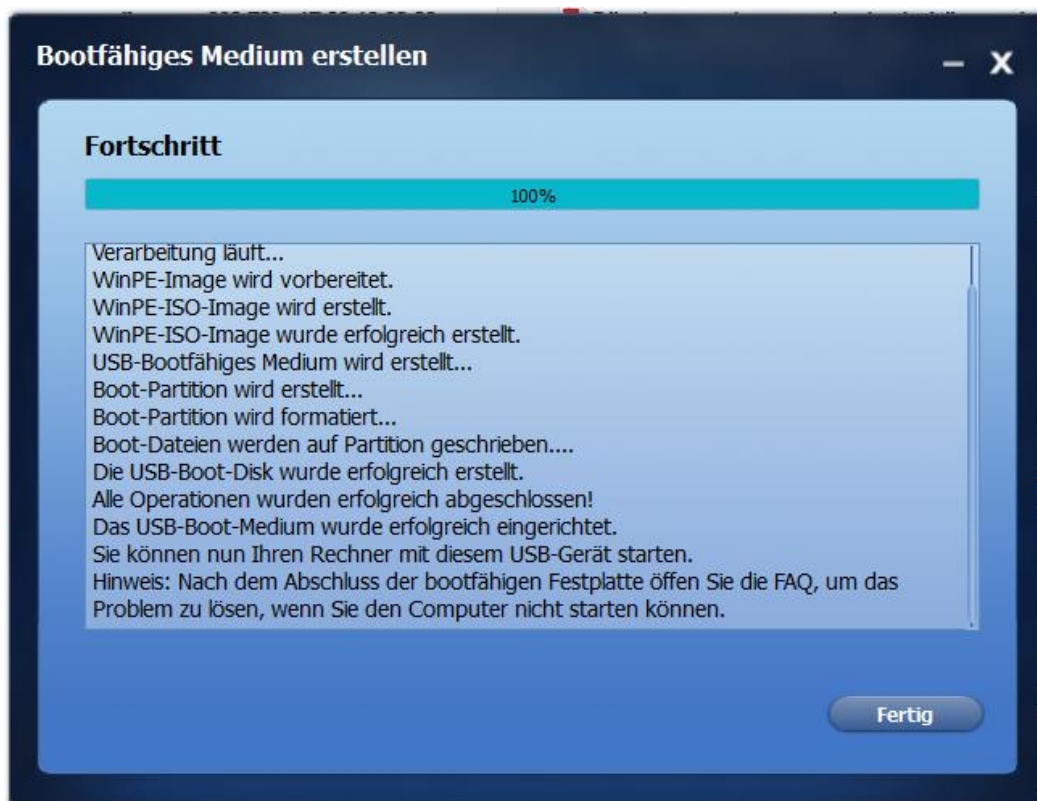 Bootfähiges Medium erstellen
Fortschritt
100%
Verarbeitung läuft...
WinPE-Image wird vorbereitet.
WinPE-ISO-Image wird erstellt.
WinPE-ISO-Image wurde erfolgreich erstellt.
USB-Bootfähiges Medium wird erstellt...
Boot-Partition wird erstellt...
Boot-Partition wird formatiert...
Boot-Dateien werden auf Partition geschrieben....
Die USB-Boot-Disk wurde erfolgreich erstellt.
Alle Operationen wurden erfolgreich abgeschlossen!
Das USB-Boot-Medium wurde erfolgreich eingerichtet.
Sie können nun Ihren Rechner mit diesem USB-Gerät starten.
Hinweis: Nach dem Abschluss der bootfähigen Festplatte öffen Sie die FAQ, um das
Problem zu lösen, wenn Sie den Computer nicht starten können.
Fertig